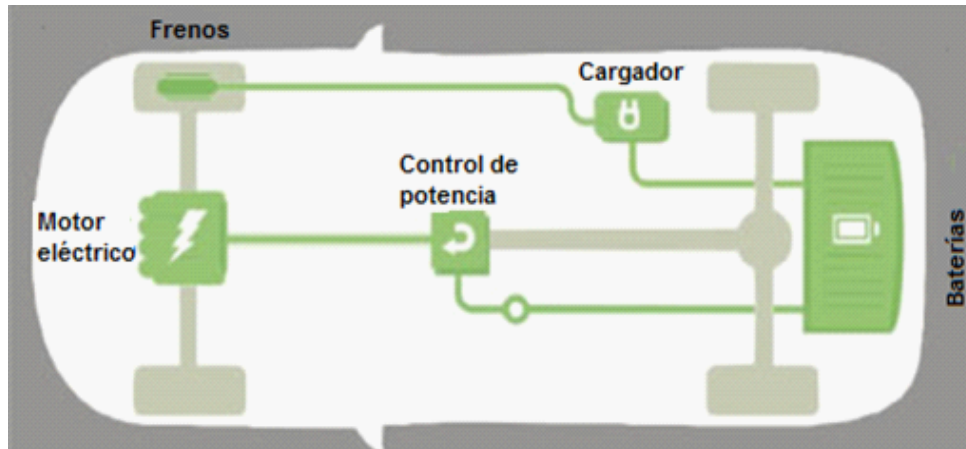 Frenos
Cargador
Control de
potencia
Motor
eléctrico
Baterías